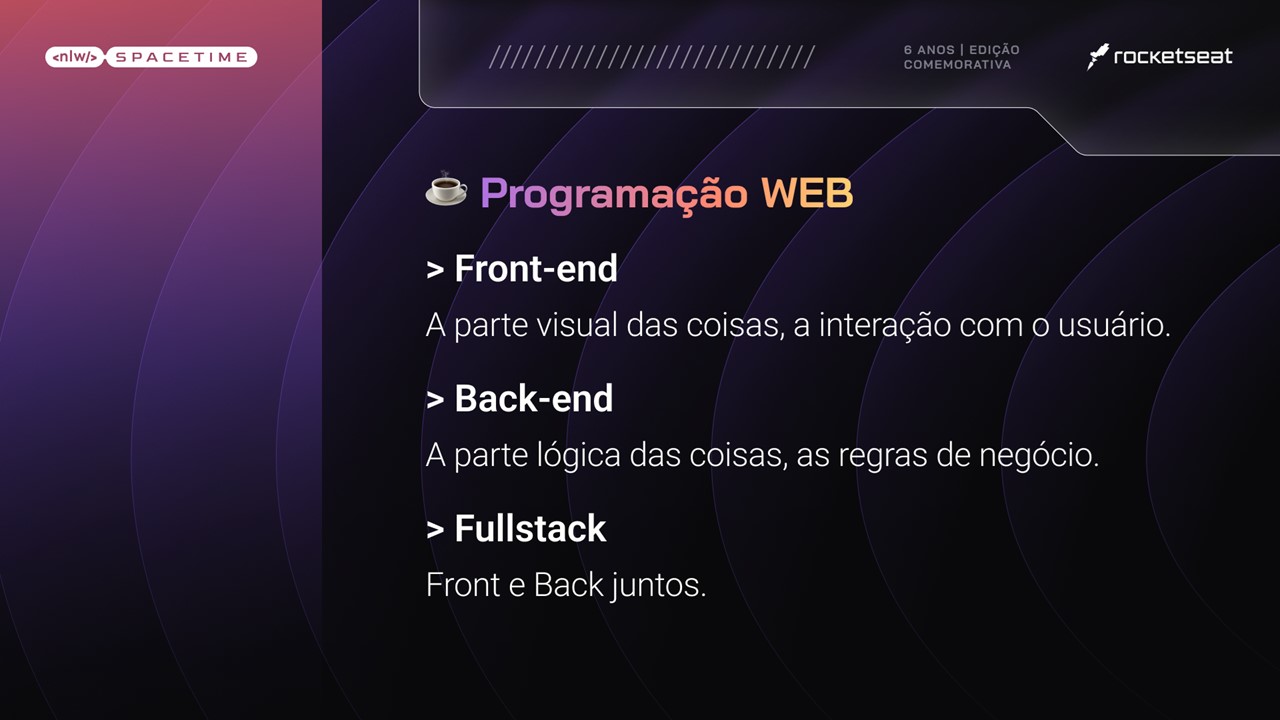 <nlw/> SPACETIME
6 ANOS | EDIÇÃO
COMEMORATIVA
rocketseat
Programação WEB
> Front-end
A parte visual das coisas, a interação com o usuário.
> Back-end
A parte lógica das coisas, as regras de negócio.
> Fullstack
Front e Back juntos.